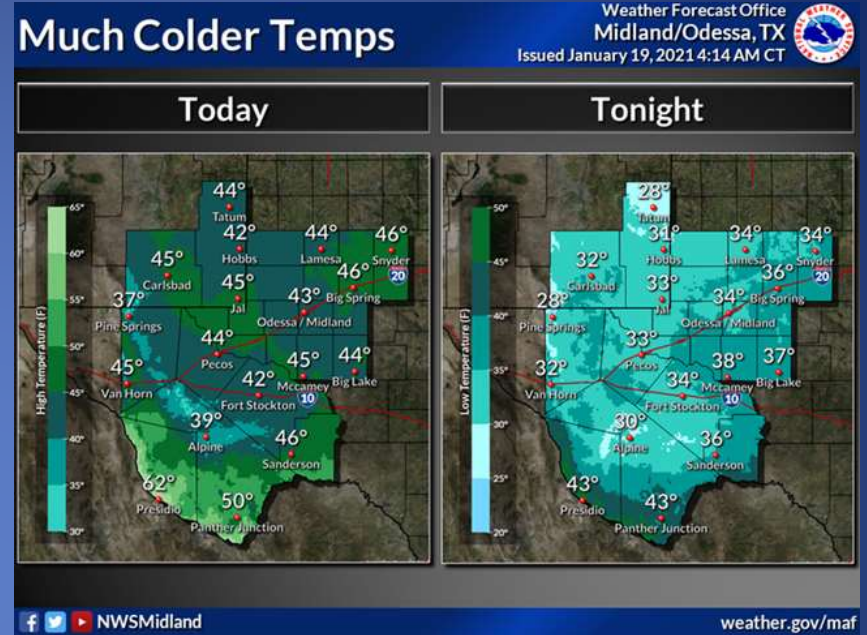 Much Colder Temps
Weather Forecast Office
Midland/Odessa, TX
Issued January 19, 2021 4:14 AM CT
Today
Tonight
High Temperature (F)
65°
60°
55°
50°
45°
40°
35°
30°
44°
Tatum
42°
Hobbs
44°
Lamesa
46°
Snyder
45°
Carlsbad
45°
Jal
46°
Big Spring
20
37°
Pine Springs
43°
Odessa / Midland
44°
Pecos
45°
Van Horn
42°
Fort Stockton
45°
Mccamey
44°
Big Lake
10
39°
Alpine
46°
Sanderson
62°
Presidio
50°
Panther Junction
Low Temperature (F)
50°
45°
40°
35°
30°
25°
20°
28°
Tatum
31°
Hobbs
34°
Lamesa
34°
Snyder
32°
Carlsbad
33°
Jal
36°
Big Spring
20
28°
Pine Springs
34°
Odessa / Midland
33°
Pecos
32°
Van Horn
34°
Fort Stockton
38°
Mccamey
37°
Big Lake
10
30°
Alpine
36°
Sanderson
43°
Presidio
43°
Panther Junction
NWSMidland
weather.gov/maf